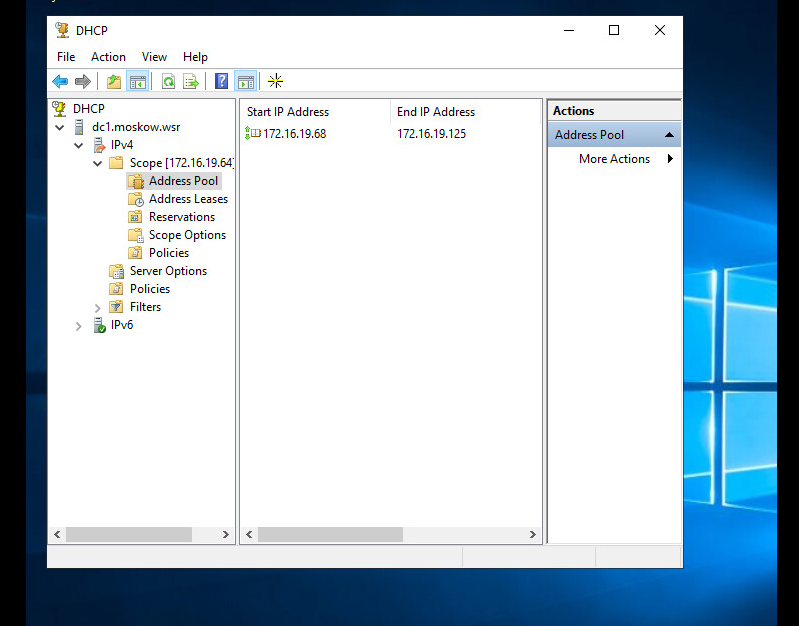 DHCP
File Action View Help
DHCP
dc1.moskow.wsr
IPv4
Scope [172.16.19.64]
Address Pool
Address Leases
Reservations
Scope Options
Policies
Server Options
Policies
Filters
IPv6
Start IP Address End IP Address
172.16.19.68 172.16.19.125
Actions
Address Pool
More Actions